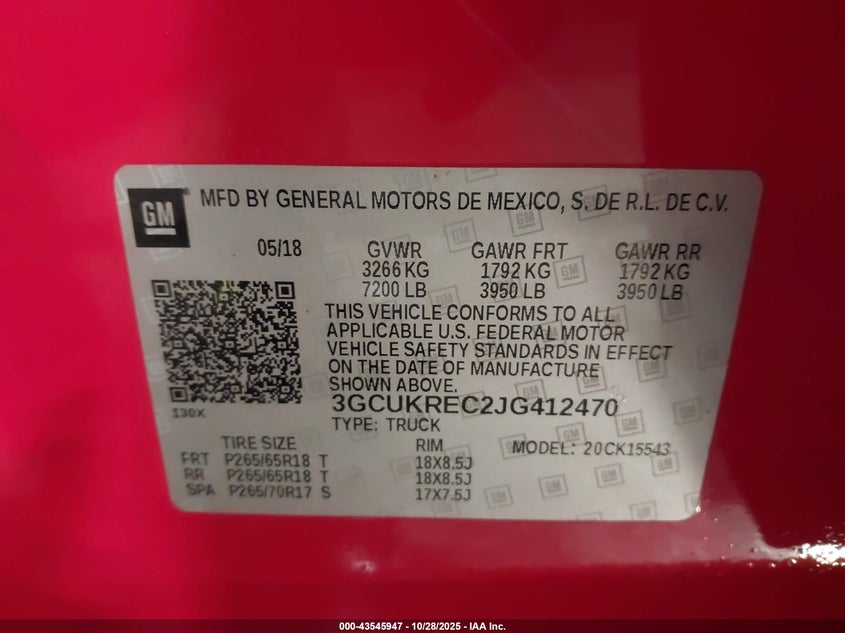 GM
MFD BY GENERAL MOTORS DE MEXICO, S. DE R.L. DE C.V.
05/18 GVWR GAWR FRT GAWR RR
3266 KG 1792 KG 1792 KG
7200 LB 3950 LB 3950 LB
THIS VEHICLE CONFORMS TO ALL
APPLICABLE U.S. FEDERAL MOTOR
VEHICLE SAFETY STANDARDS IN EFFECT
ON THE DATE OF MANUFACTURE
SHOWN ABOVE.
130X
3GCUKREC2JG412470
TYPE: TRUCK
TIRE SIZE RIM MODEL: 20CK15543
FRT P265/65R18 T 18X8.5J
RR P265/65R18 T 18X8.5J
SPA P265/70R17 S 17X7.5J
000-43545947 - 10/28/2025 - IAA Inc.